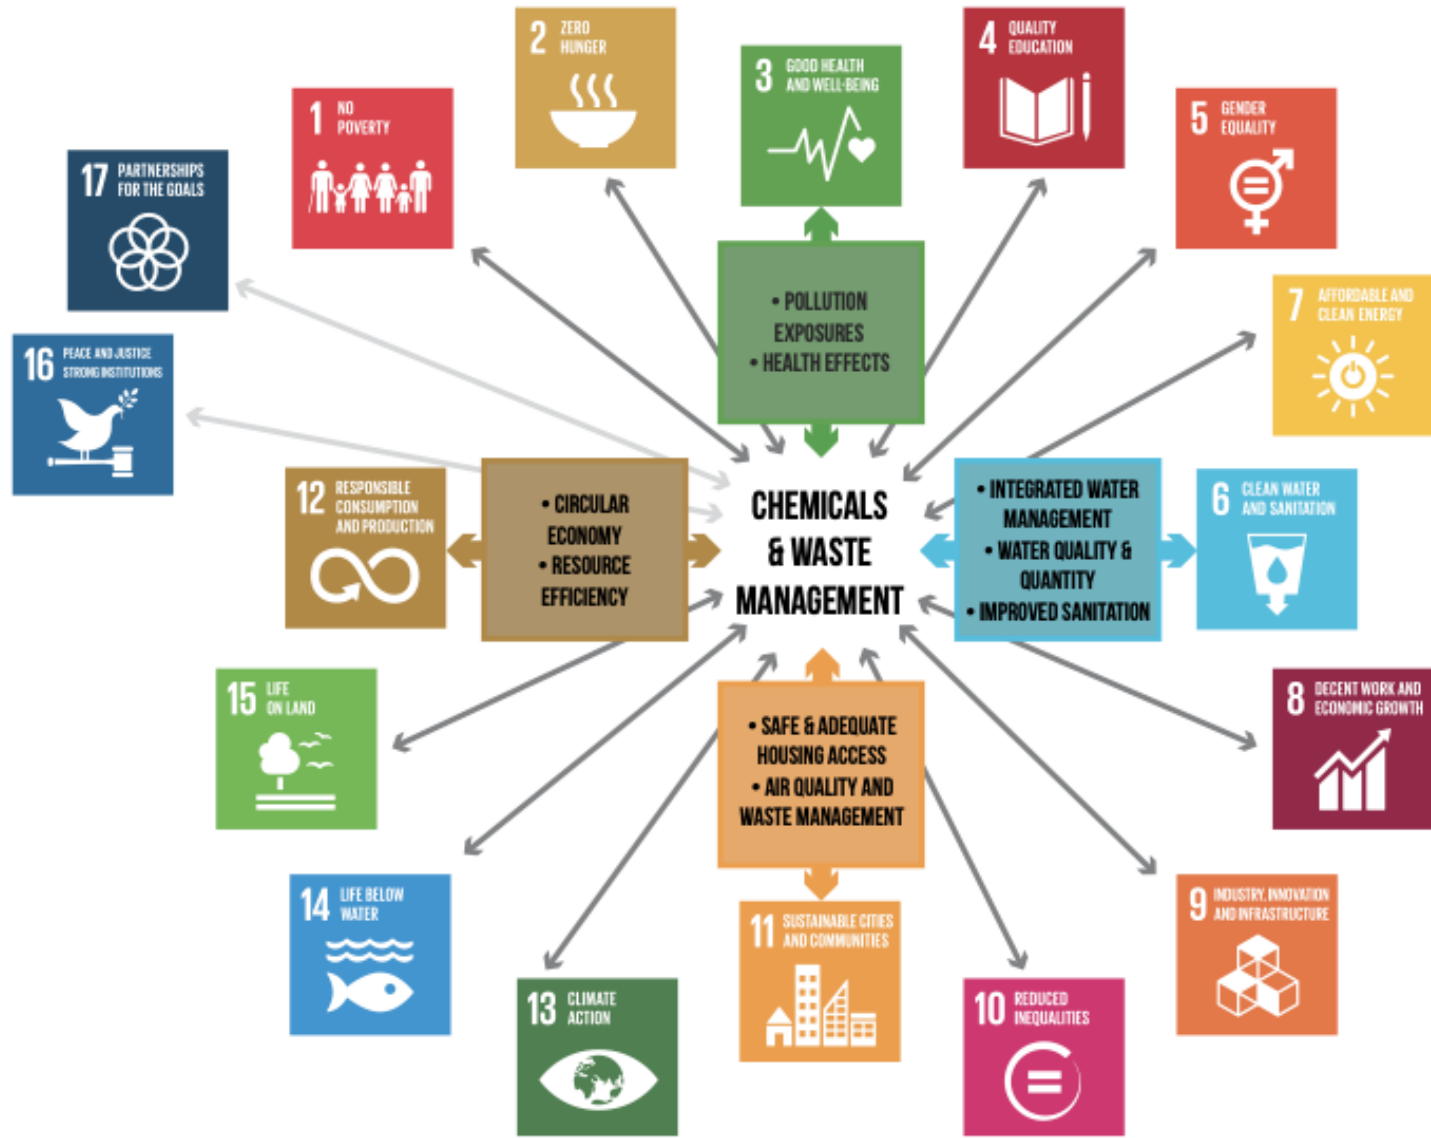 1 NO
POVERTY
2 ZERO
HUNGER
3 GOOD HEALTH
AND WELL-BEING
4 QUALITY
EDUCATION
5 GENDER
EQUALITY
17 PARTNERSHIPS
FOR THE GOALS
7 AFFORDABLE AND
CLEAN ENERGY
16 PEACE AND JUSTICE
STRONG INSTITUTIONS
• POLLUTION
EXPOSURES
• HEALTH EFFECTS
12 RESPONSIBLE
CONSUMPTION
AND PRODUCTION
• CIRCULAR
ECONOMY
• RESOURCE
EFFICIENCY
CHEMICALS
& WASTE
MANAGEMENT
• INTEGRATED WATER
MANAGEMENT
• WATER QUALITY &
QUANTITY
• IMPROVED SANITATION
6 CLEAN WATER
AND SANITATION
15 LIFE
ON LAND
• SAFE & ADEQUATE
HOUSING ACCESS
• AIR QUALITY AND
WASTE MANAGEMENT
8 DECENT WORK AND
ECONOMIC GROWTH
14 LIFE BELOW
WATER
13 CLIMATE
ACTION
11 SUSTAINABLE CITIES
AND COMMUNITIES
10 REDUCED
INEQUALITIES
9 INDUSTRY, INNOVATION
AND INFRASTRUCTURE